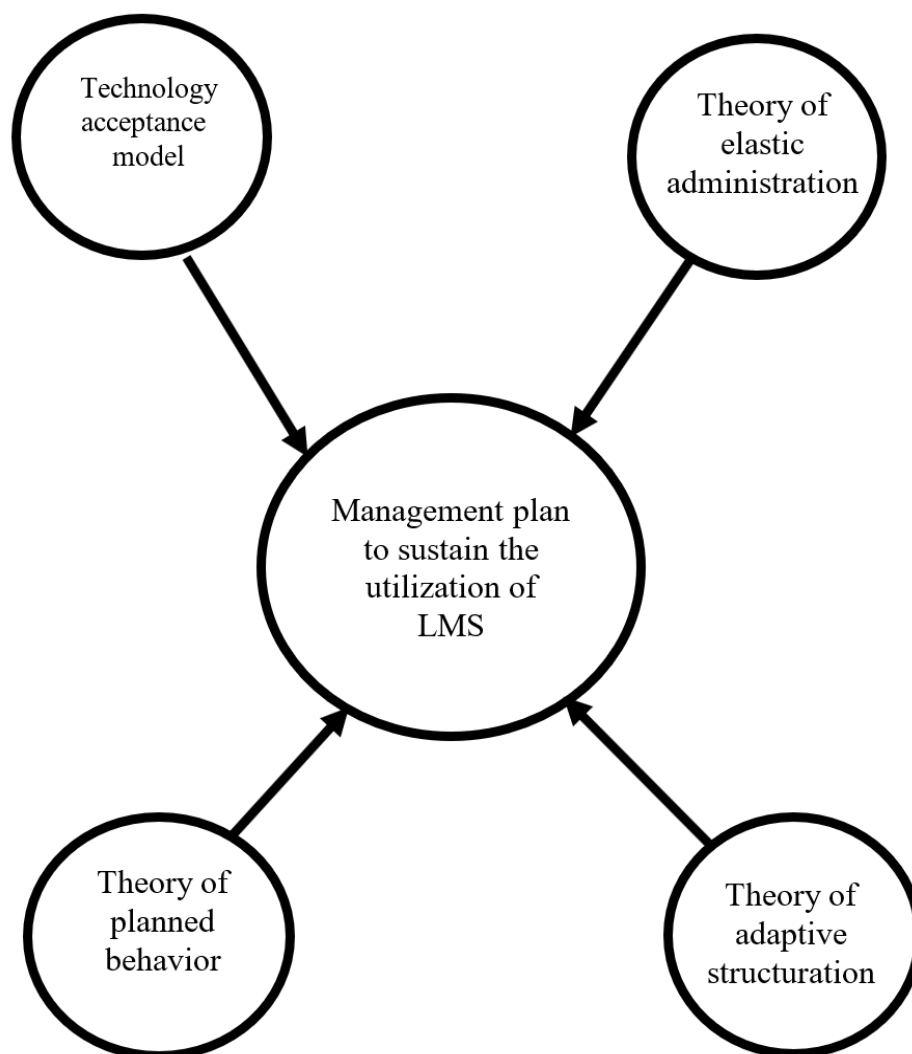 Technology
acceptance
model
Theory of
elastic
administration
Management plan
to sustain the
utilization of
LMS
Theory of
planned
behavior
Theory of
adaptive
structuration